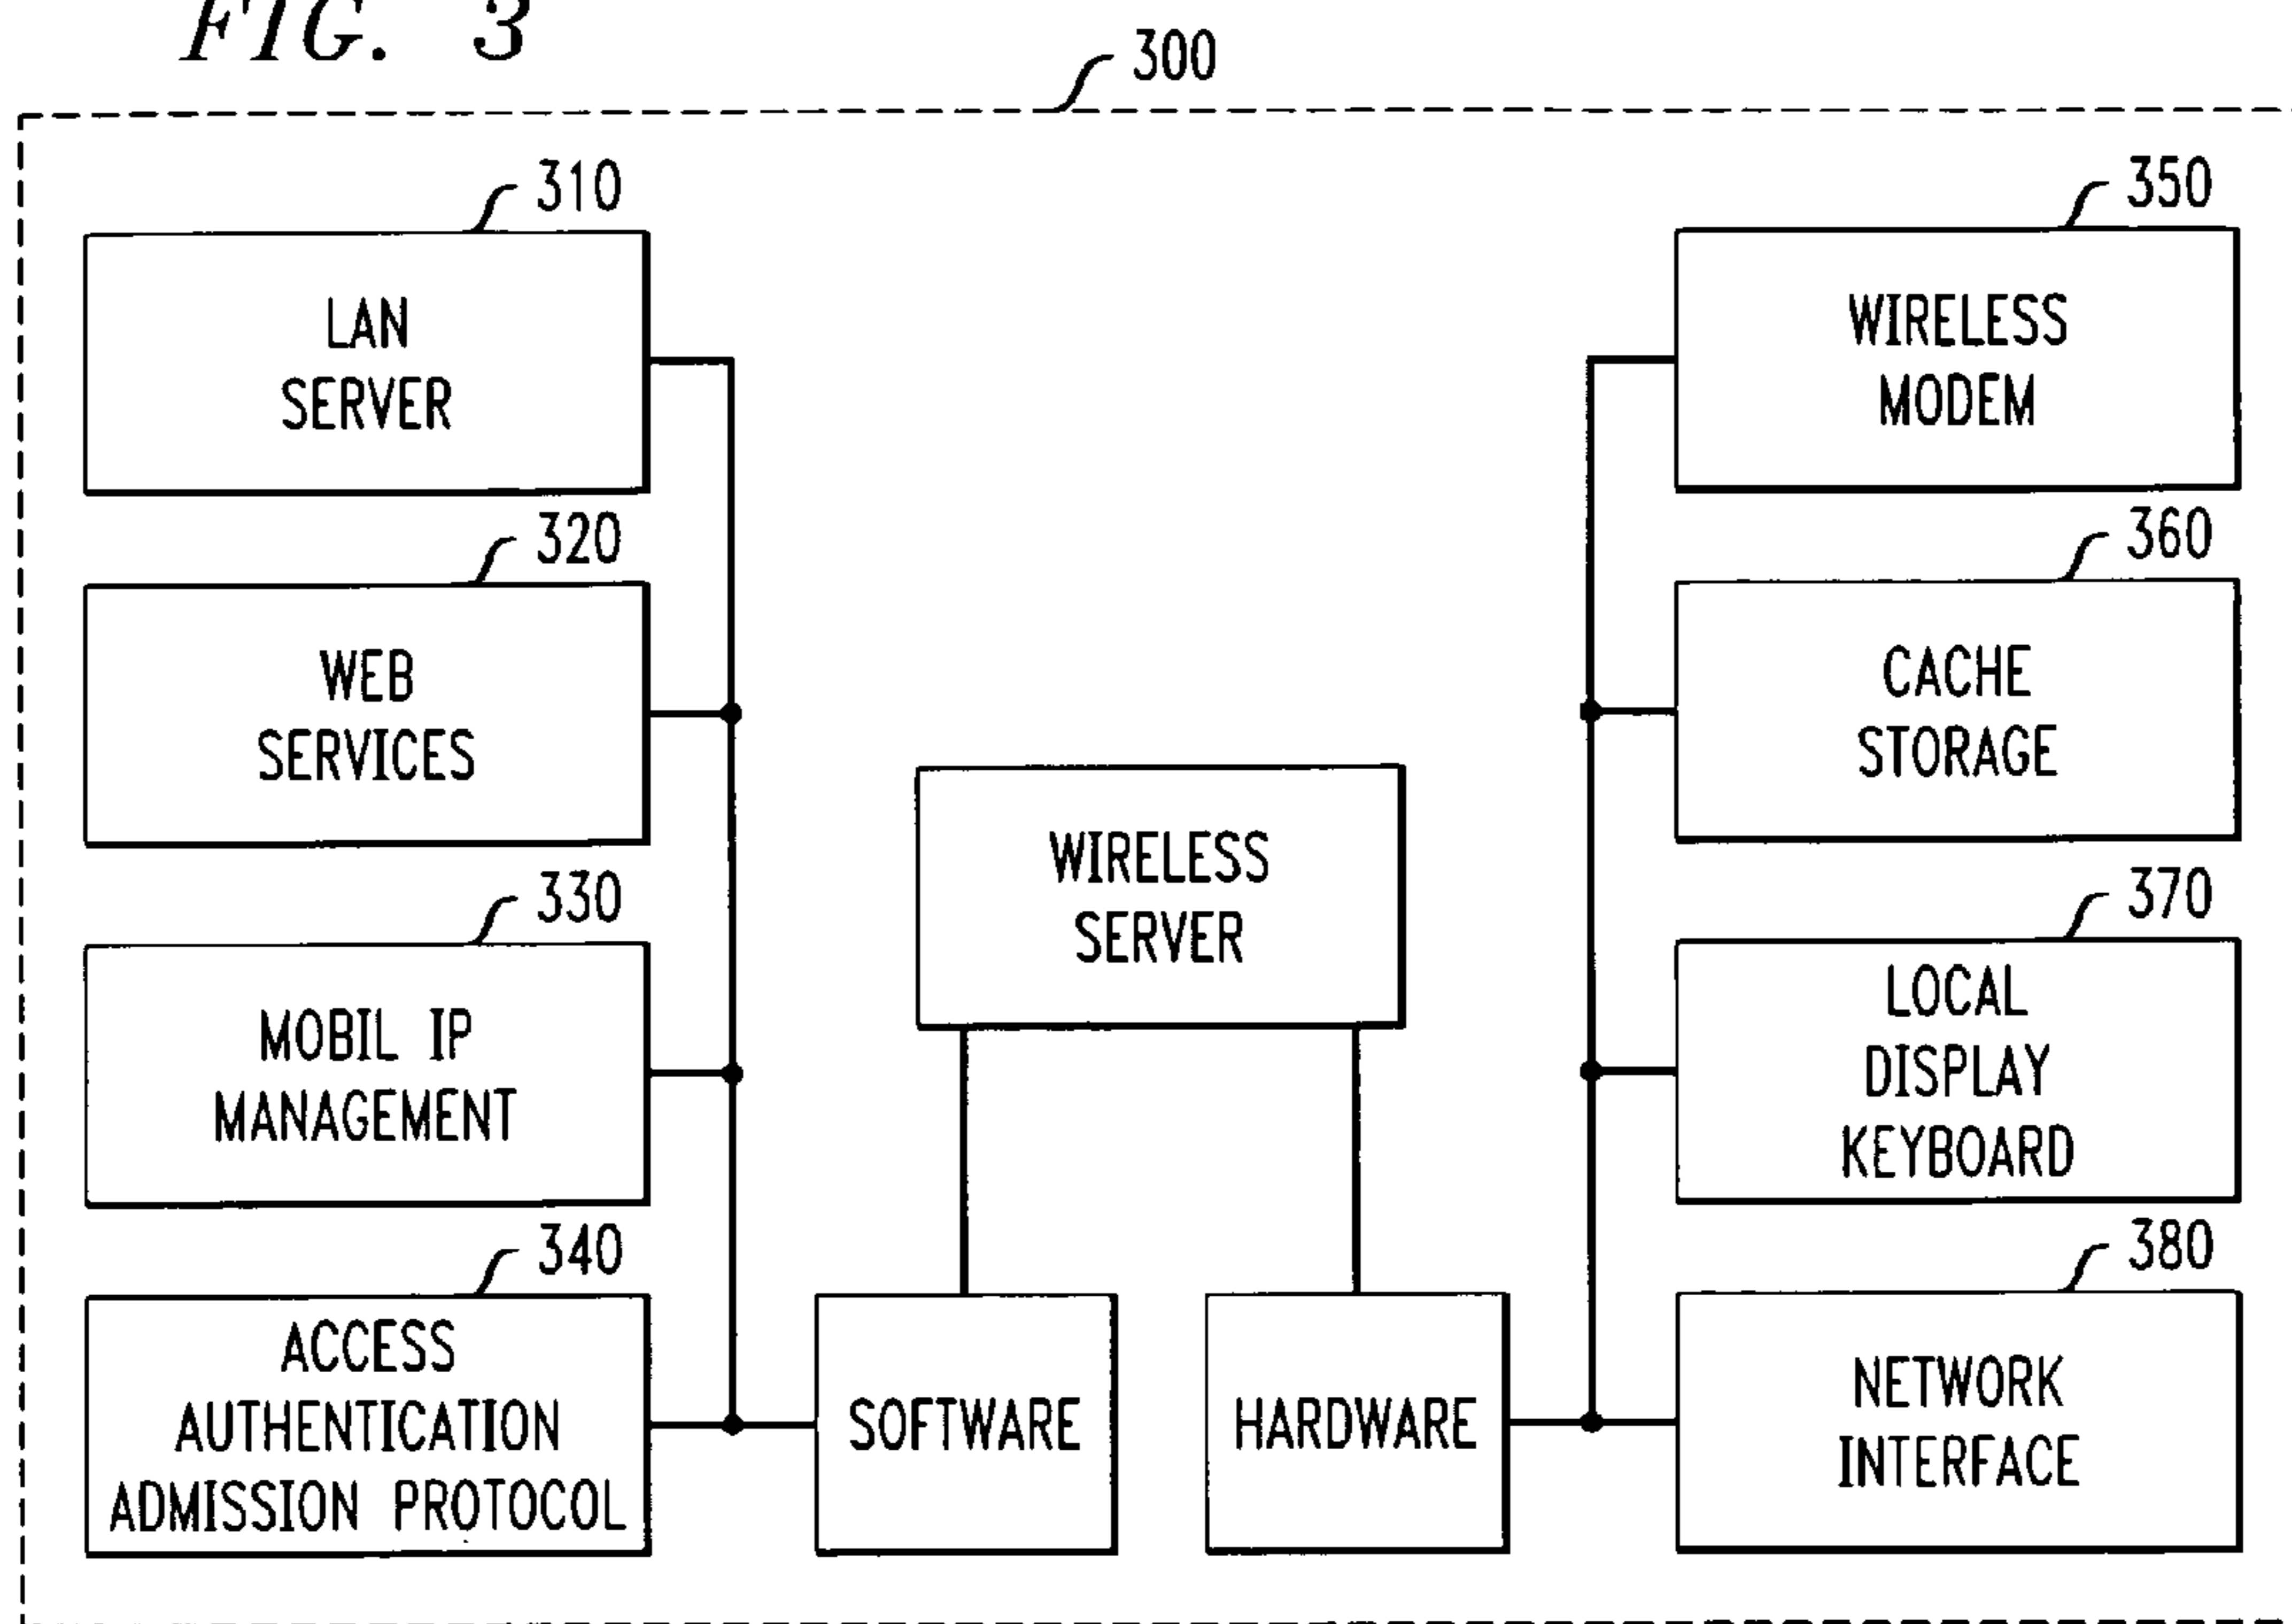 FIG. 3
300
310
LAN
SERVER
320
WEB
SERVICES
330
MOBIL IP
MANAGEMENT
340
ACCESS
AUTHENTICATION
ADMISSION PROTOCOL
WIRELESS
SERVER
SOFTWARE
HARDWARE
350
WIRELESS
MODEM
360
CACHE
STORAGE
370
LOCAL
DISPLAY
KEYBOARD
380
NETWORK
INTERFACE